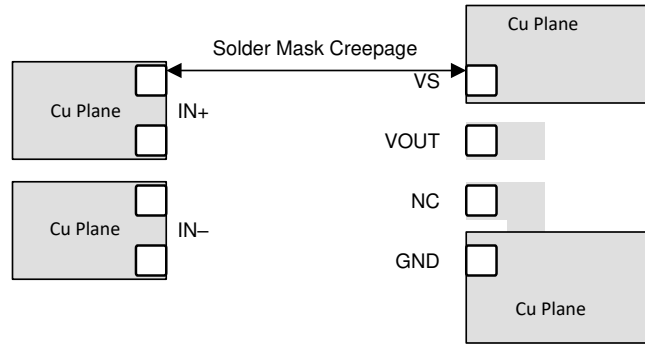 Cu Plane
Solder Mask Creepage
VS
Cu Plane
IN+
VOUT
NC
Cu Plane
IN–
GND
Cu Plane